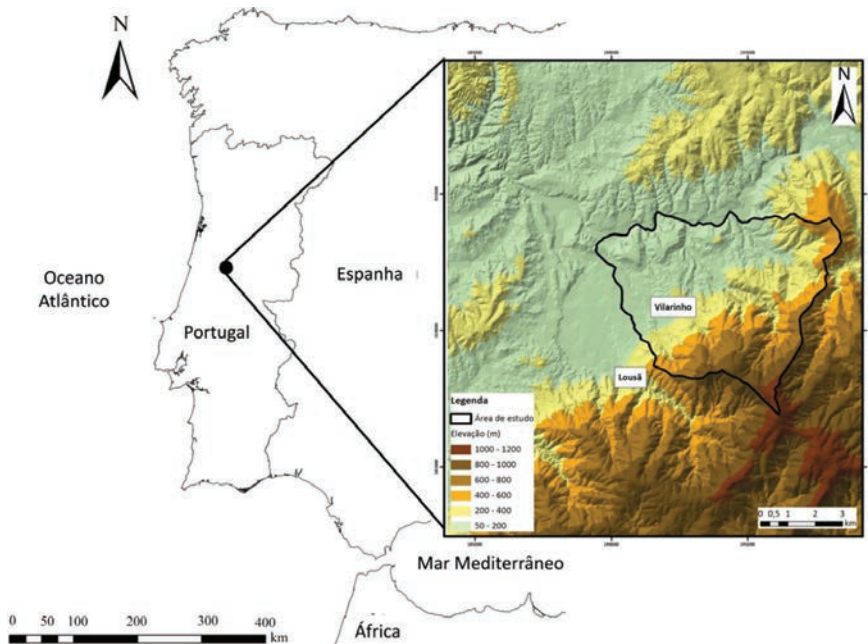 N
Oceano
Atlântico
Portugal
Espanha
Mar Mediterrâneo
África
0 50 100 200 300 400
km
N
Vilarinho
Lousã
Legenda
Área de estudo
Elevação (m)
1000 - 1200
800 - 1000
600 - 800
400 - 600
200 - 400
50 - 200
0 0,5 1 2 3
km